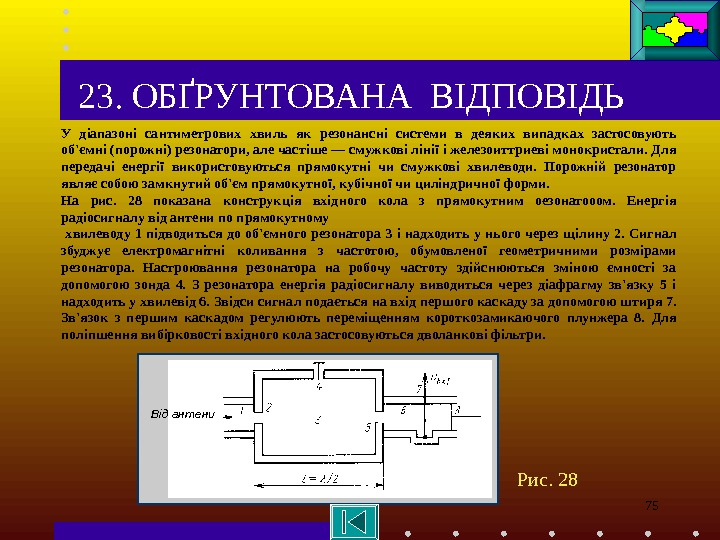 23. ОБҐРУНТОВАНА ВІДПОВІДЬ
У діапазоні сантиметрових хвиль як резонансні системи в деяких випадках застосовують
об'ємні (порожні) резонатори, але частіше — смужкові лінії і железоиттриеві монокристали. Для
передачі енергії використовуються прямокутні чи смужкові хвилеводи. Порожній резонатор
являє собою замкнутий об'єм прямокутної, кубічної чи циліндричної форми.
На рис. 28 показана конструкція вхідного кола з прямокутним оезонатооом. Енергія
радіосигналу від антени по прямокутному
хвилеводу 1 підводиться до об'ємного резонатора 3 і надходить у нього через щілину 2. Сигнал
збуджує електромагнітні коливання з частотою, обумовленої геометричними розмірами
резонатора. Настроювання резонатора на робочу частоту здійснюються зміною ємності за
допомогою зонда 4. З резонатора енергія радіосигналу виводиться через діафрагму зв'язку 5 і
надходить у хвилевід 6. Звідси сигнал подається на вхід першого каскаду за допомогою штиря 7.
Зв'язок з першим каскадом регулюють переміщенням короткозамикаючого плунжера 8. Для
поліпшення вибірковості вхідного кола застосовуються дволанкові фільтри.
Від антени 1 2 3 4 5 6 7 8
l = λ/2
Рис. 28
75